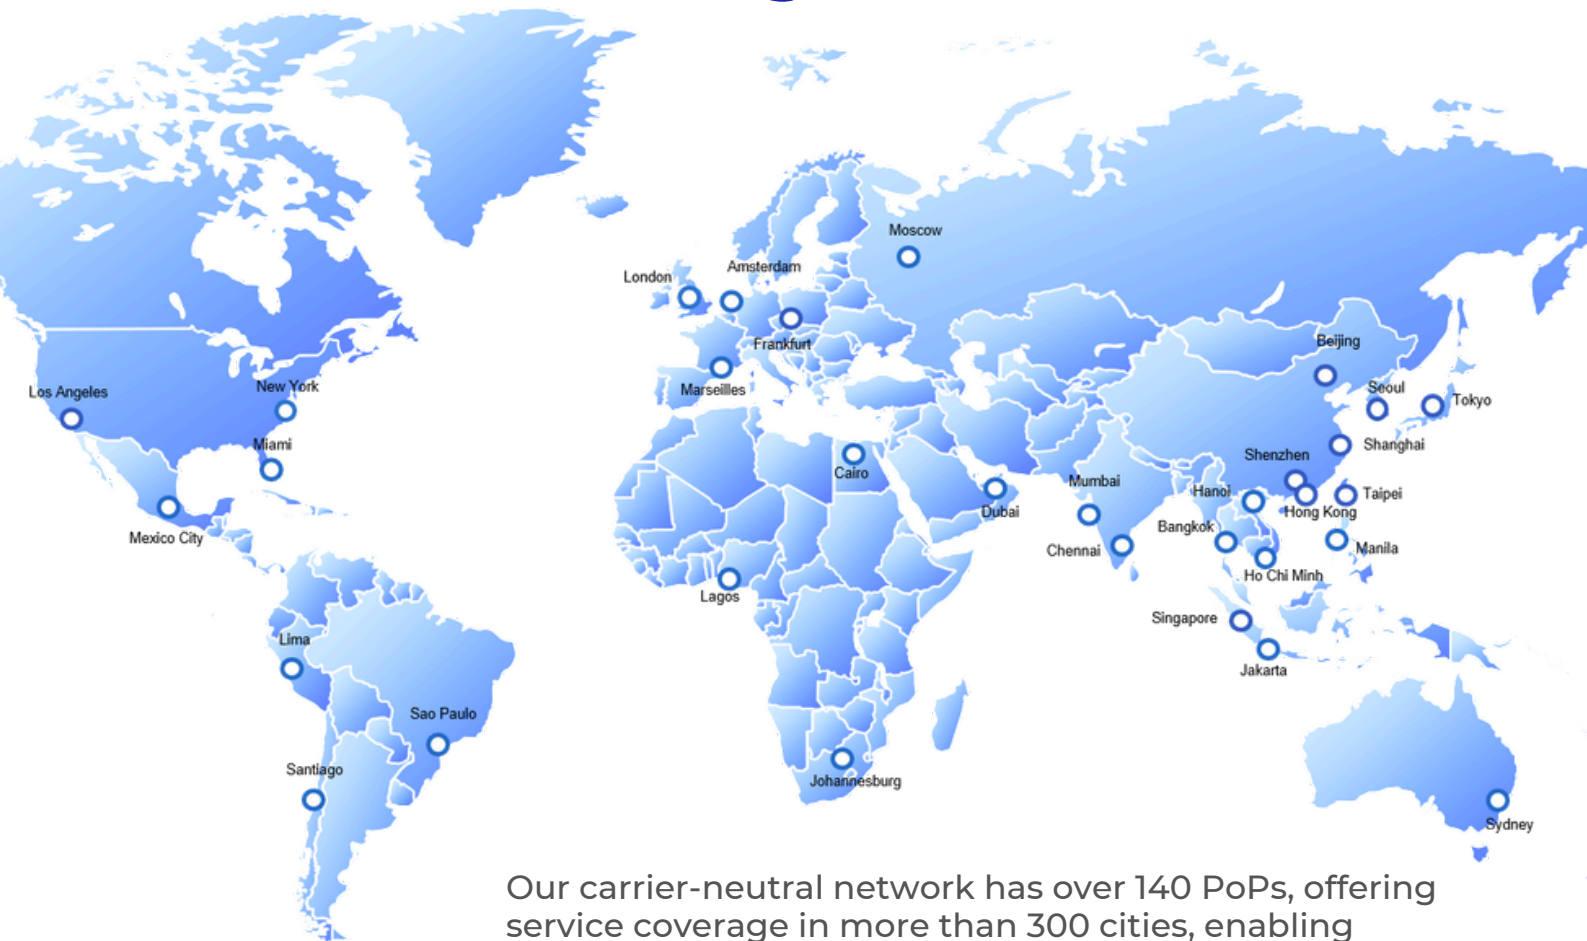 Moscow
Amsterdam
London
Frankfurt
Beijing
Marseilles
Seoul
Tokyo
Los Angeles
New York
Miami
Shanghai
Shenzhen
Cairo
Mumbai
Hanoi
Taipei
Dubai
Hong Kong
Bangkok
Mexico City
Chennai
Manila
Ho Chi Minh
Lagos
Singapore
Lima
Jakarta
Sao Paulo
Santiago
Johannesburg
Sydney
Our carrier-neutral network has over 140 PoPs, offering
service coverage in more than 300 cities, enabling